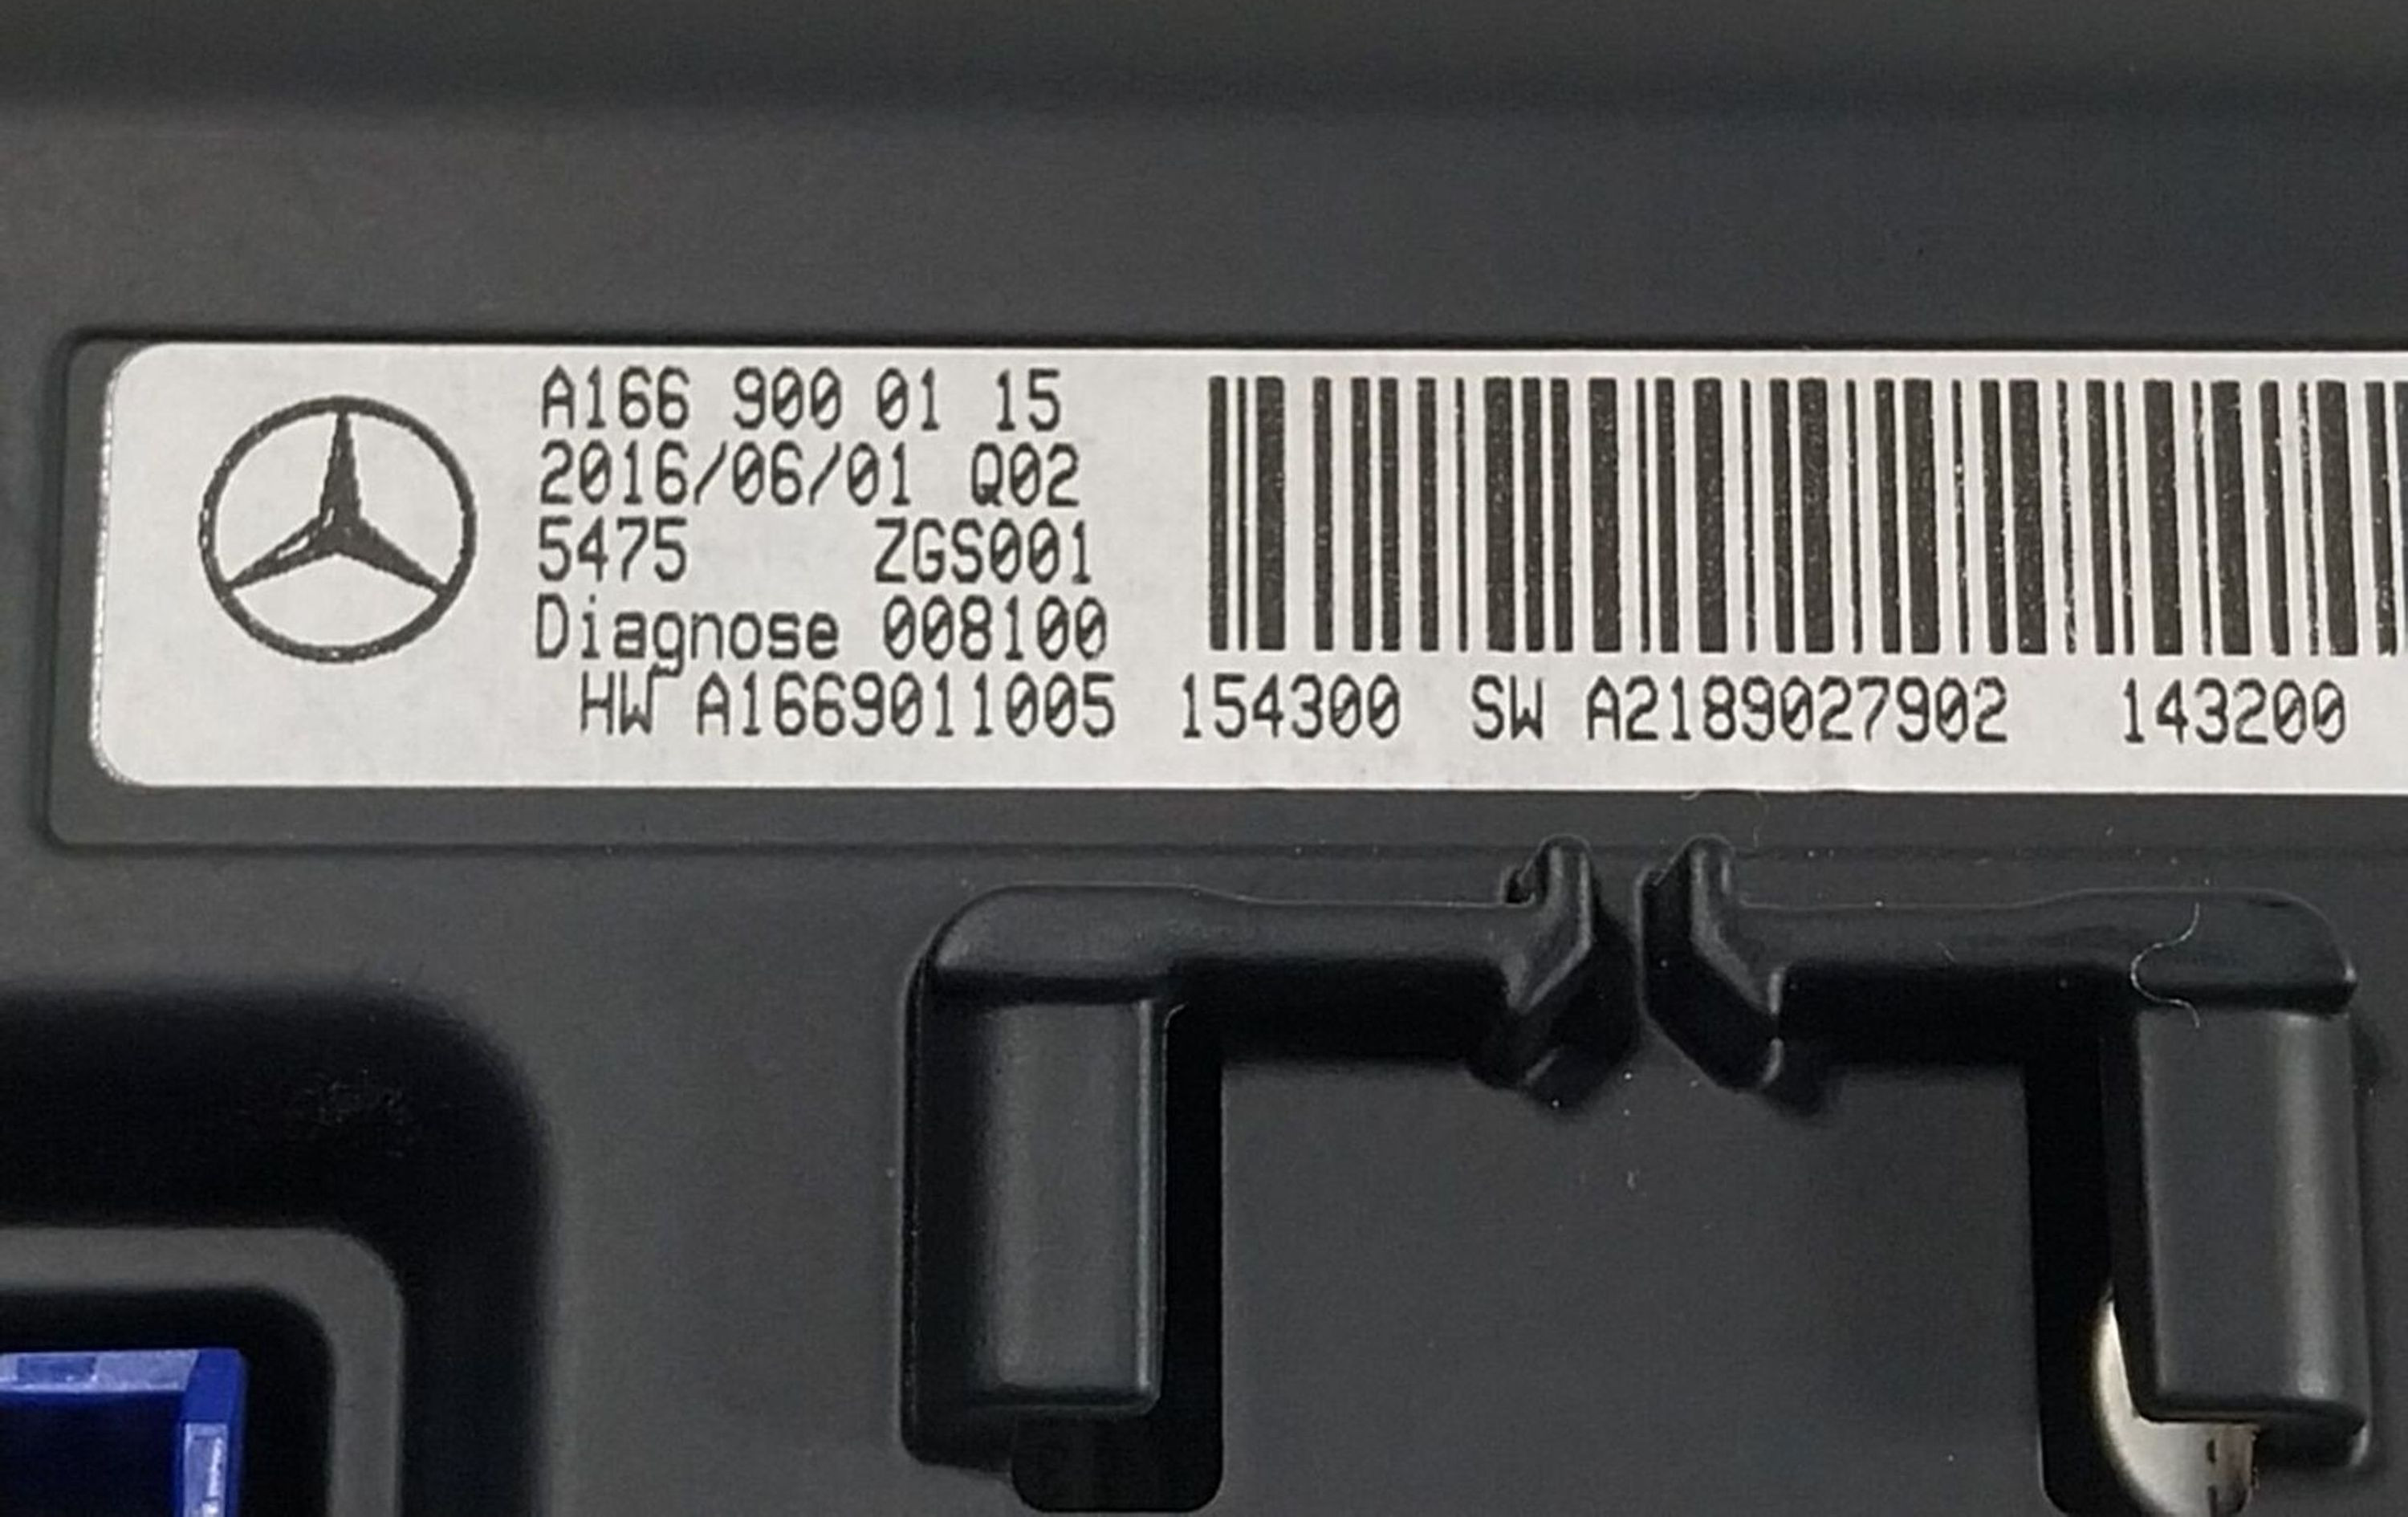 A166 900 01 15
2016/06/01 Q02
5475 ZGS001
Diagnose 008100
HW A1669011005 154300 SW A2189027902 143200